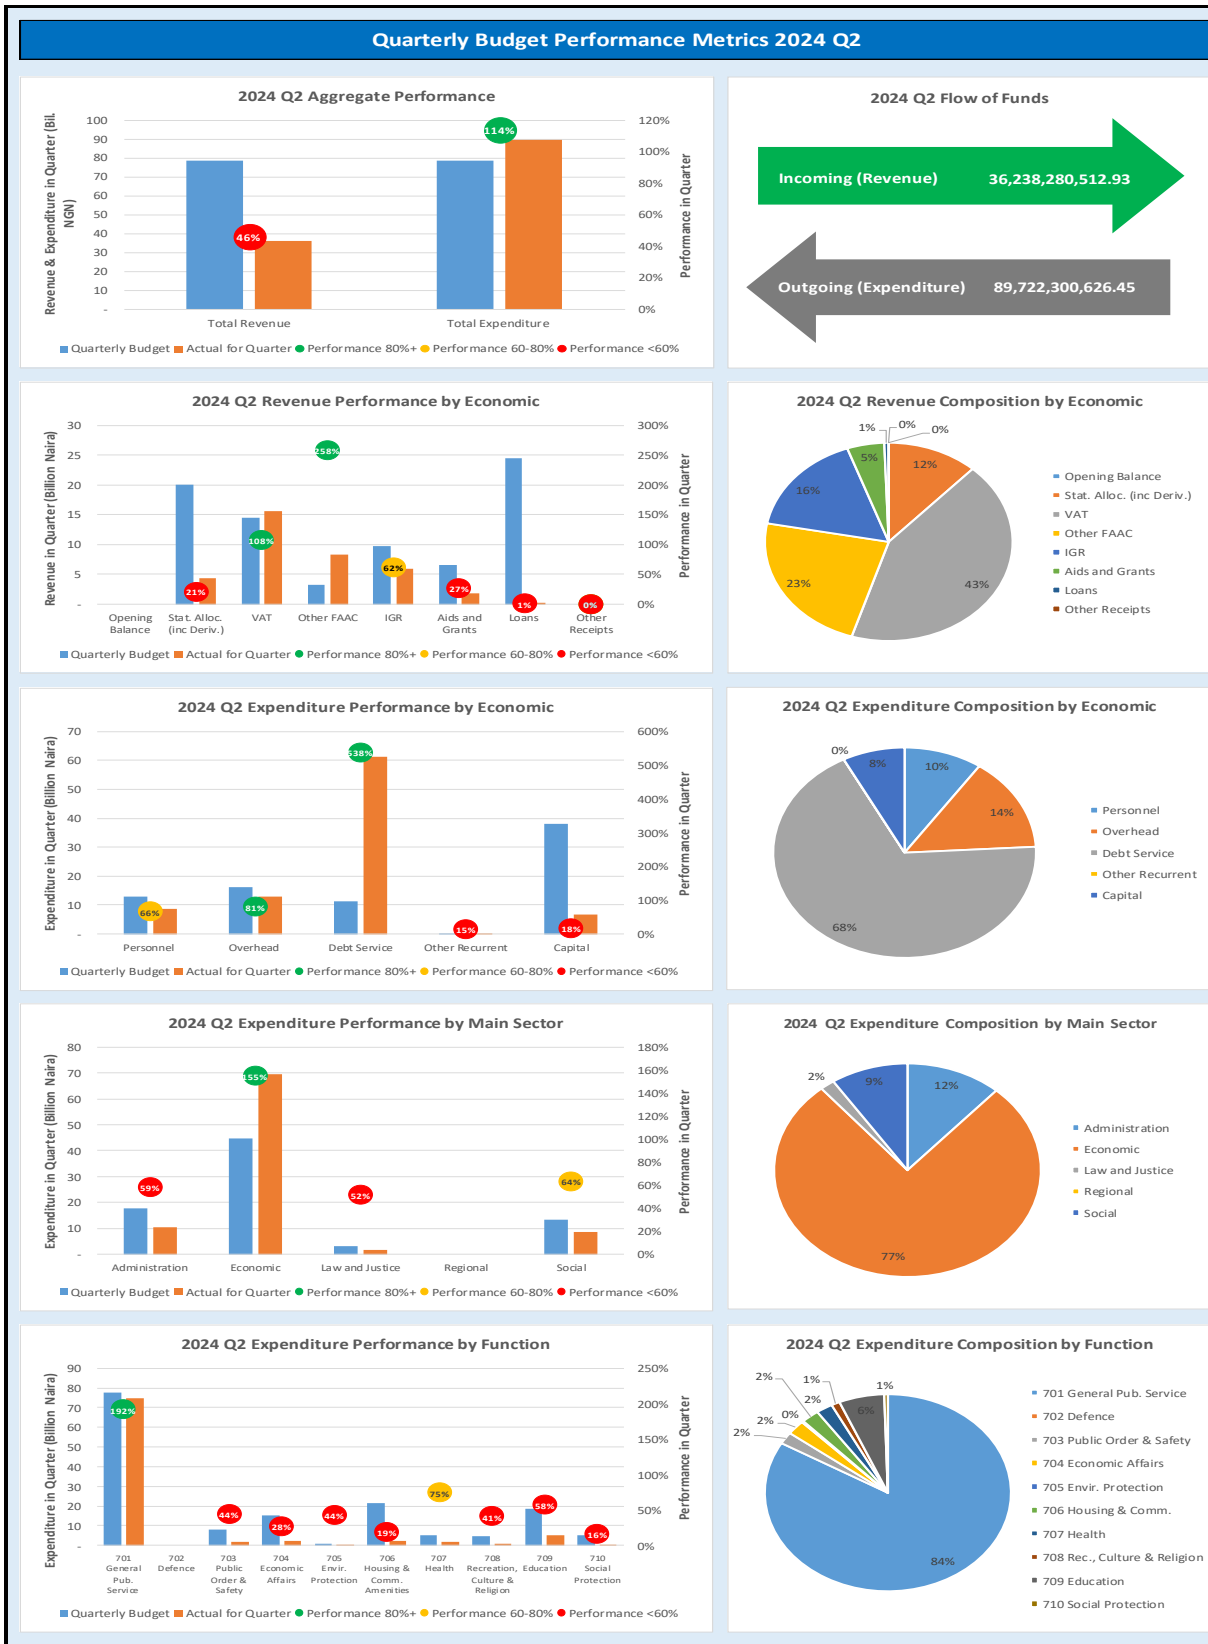 Quarterly Budget Performance Metrics 2024 Q2
2024 Q2 Aggregate Performance
Revenue & Expenditure in Quarter (Bil. NGN)
100
90
80
70
60
50
40
30
20
10
-
120%
100%
80%
60%
40%
20%
0%
Performance in Quarter
46%
114%
Total Revenue
Total Expenditure
Quarterly Budget Actual for Quarter Performance 80%+ Performance 60-80% Performance <60%
2024 Q2 Flow of Funds
Incoming (Revenue) 36,238,280,512.93
Outgoing (Expenditure) 89,722,300,626.45
2024 Q2 Revenue Performance by Economic
Revenue in Quarter (Billion Naira)
30
25
20
15
10
5
-
300%
250%
200%
150%
100%
50%
0%
Performance in Quarter
21%
108%
258%
62%
27%
1%
0%
Opening Balance
Stat. Alloc. (inc Deriv.)
VAT
Other FAAC
IGR
Aids and Grants
Loans
Other Receipts
Quarterly Budget Actual for Quarter Performance 80%+ Performance 60-80% Performance <60%
2024 Q2 Revenue Composition by Economic
1%
0%
0%
5%
12%
16%
23%
43%
Opening Balance
Stat. Alloc. (inc Deriv.)
VAT
Other FAAC
IGR
Aids and Grants
Loans
Other Receipts
2024 Q2 Expenditure Performance by Economic
Expenditure in Quarter (Billion Naira)
70
60
50
40
30
20
10
-
600%
500%
400%
300%
200%
100%
0%
Performance in Quarter
66%
81%
538%
15%
18%
Personnel
Overhead
Debt Service
Other Recurrent
Capital
Quarterly Budget Actual for Quarter Performance 80%+ Performance 60-80% Performance <60%
2024 Q2 Expenditure Composition by Economic
0%
8%
10%
14%
68%
Personnel
Overhead
Debt Service
Other Recurrent
Capital
2024 Q2 Expenditure Performance by Main Sector
Expenditure in Quarter (Billion Naira)
80
70
60
50
40
30
20
10
-
180%
160%
140%
120%
100%
80%
60%
40%
20%
0%
Performance in Quarter
59%
155%
52%
64%
Administration
Economic
Law and Justice
Regional
Social
Quarterly Budget Actual for Quarter Performance 80%+ Performance 60-80% Performance <60%
2024 Q2 Expenditure Composition by Main Sector
2%
9%
12%
77%
Administration
Economic
Law and Justice
Regional
Social
2024 Q2 Expenditure Performance by Function
Expenditure in Quarter (Billion Naira)
90
80
70
60
50
40
30
20
10
-
250%
200%
150%
100%
50%
0%
Performance in Quarter
192%
44%
28%
44%
19%
75%
41%
58%
16%
701 General Pub. Service
702 Defence
703 Public Order & Safety
704 Economic Affairs
705 Envir. Protection
706 Housing & Comm. Amenities
707 Health
708 Recreation, Culture & Religion
709 Education
710 Social Protection
Quarterly Budget Actual for Quarter Performance 80%+ Performance 60-80% Performance <60%
2024 Q2 Expenditure Composition by Function
2%
2%
0%
2%
2%
1%
6%
1%
84%
701 General Pub. Service
702 Defence
703 Public Order & Safety
704 Economic Affairs
705 Envir. Protection
706 Housing & Comm.
707 Health
708 Rec., Culture & Religion
709 Education
710 Social Protection